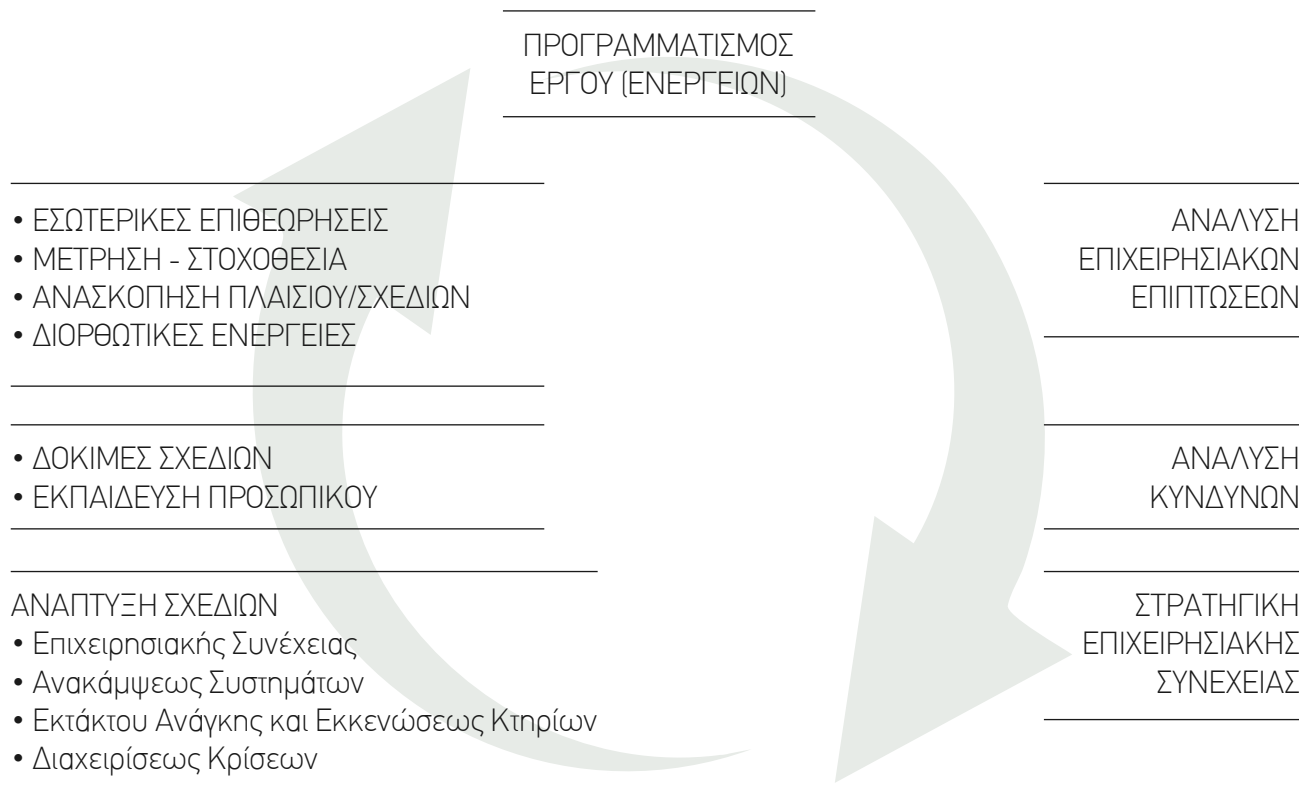 ΠΡΟΓΡΑΜΜΑΤΙΣΜΟΣ
ΕΡΓΟΥ (ΕΝΕΡΓΕΙΩΝ)
• ΕΣΩΤΕΡΙΚΕΣ ΕΠΙΘΕΩΡΗΣΕΙΣ
• ΜΕΤΡΗΣΗ - ΣΤΟΧΟΘΕΣΙΑ
• ΑΝΑΣΚΟΠΗΣΗ ΠΛΑΙΣΙΟΥ/ΣΧΕΔΙΩΝ
• ΔΙΟΡΘΩΤΙΚΕΣ ΕΝΕΡΓΕΙΕΣ
ΑΝΑΛΥΣΗ
ΕΠΙΧΕΙΡΗΣΙΑΚΩΝ
ΕΠΙΠΤΩΣΕΩΝ
• ΔΟΚΙΜΕΣ ΣΧΕΔΙΩΝ
• ΕΚΠΑΙΔΕΥΣΗ ΠΡΟΣΩΠΙΚΟΥ
ΑΝΑΛΥΣΗ
ΚΥΝΔΥΝΩΝ
ΑΝΑΠΤΥΞΗ ΣΧΕΔΙΩΝ
• Επιχειρησιακής Συνέχειας
• Ανακάμψεως Συστημάτων
• Εκτάκτου Ανάγκης και Εκκενώσεως Κτηρίων
• Διαχειρίσεως Κρίσεων
ΣΤΡΑΤΗΓΙΚΗ
ΕΠΙΧΕΙΡΗΣΙΑΚΗΣ
ΣΥΝΕΧΕΙΑΣ